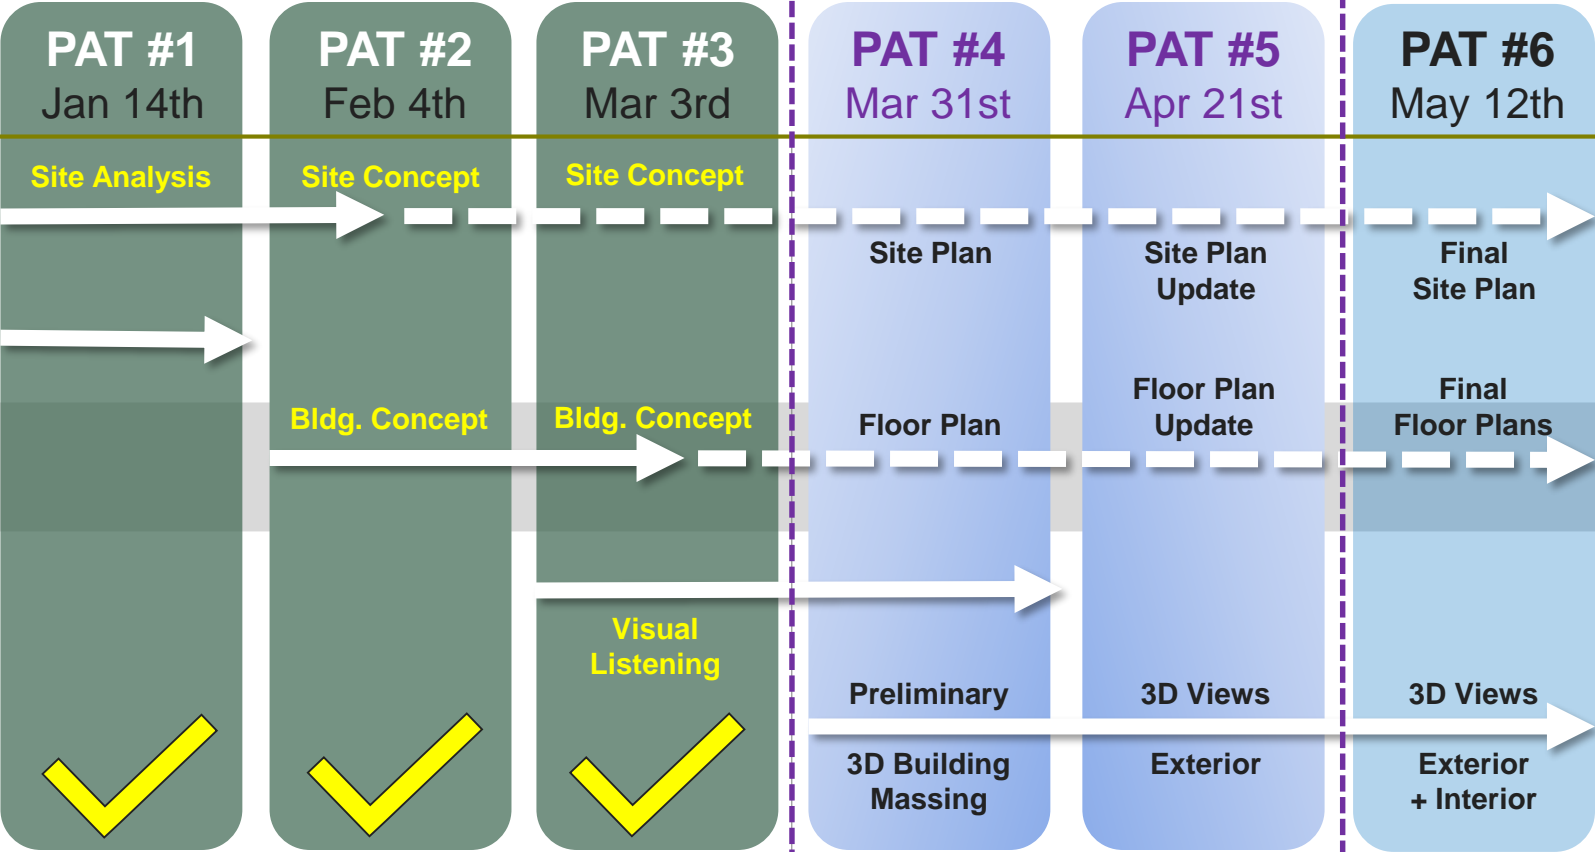 PAT #1
Jan 14th
PAT #2
Feb 4th
PAT #3
Mar 3rd
PAT #4
Mar 31st
PAT #5
Apr 21st
PAT #6
May 12th
Site Analysis
Site Concept
Site Concept
Site Plan
Site Plan
Update
Final
Site Plan
Bldg. Concept
Bldg. Concept
Floor Plan
Floor Plan
Update
Final
Floor Plans
Visual
Listening
Preliminary
3D Building
Massing
3D Views
Exterior
3D Views
Exterior
+ Interior